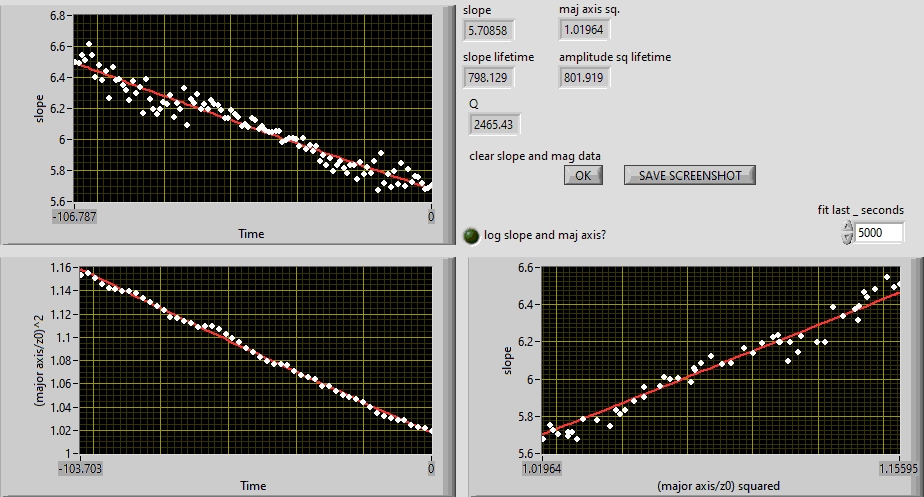 slope
5.70858
maj axis sq.
1.01964
slope lifetime
798.129
amplitude sq lifetime
801.919
Q
2465.43
clear slope and mag data
OK
SAVE SCREENSHOT
log slope and maj axis?
fit last _ seconds
5000
6.8
6.6
6.4
6.2
6
5.8
5.6
slope
-106.787
0
Time
1.16
1.14
1.12
1.1
1.08
1.06
1.04
1.02
1
(major axis/z0)^2
-103.703
0
Time
6.6
6.4
6.2
6
5.8
5.6
slope
1.01964
1.15595
(major axis/z0) squared